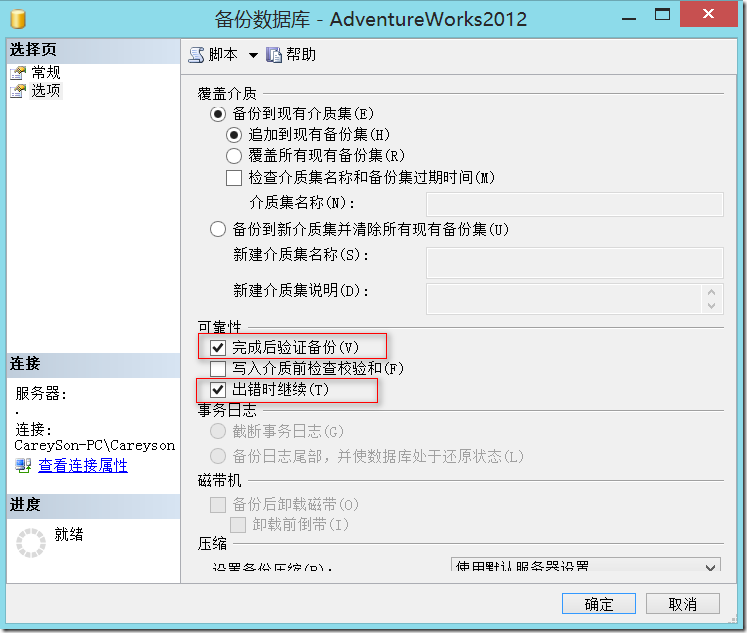 备份数据库 - AdventureWorks2012
选择页
常规
选项
脚本 帮助
覆盖介质
备份到现有介质集(E)
追加到现有备份集(H)
覆盖所有现有备份集(R)
检查介质集名称和备份集过期时间(M)
介质集名称(N):
备份到新介质集并清除所有现有备份集(U)
新建介质集名称(S):
新建介质集说明(D):
可靠性
完成后验证备份(V)
写入介质前检查校验和(F)
出错时继续(T)
事务日志
截断事务日志(G)
备份日志尾部，并使数据库处于还原状态(L)
磁带机
备份后卸载磁带(O)
卸载前倒带(I)
压缩
设置备份压缩(P): 使用默认服务器设置
连接
服务器:
.
连接:
CareySon-PC\Careyson
查看连接属性
进度
就绪
确定 取消